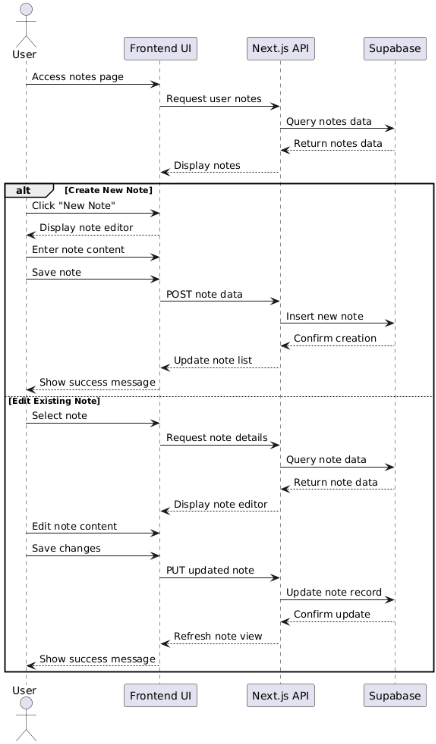 User
Frontend UI
Next.js API
Supabase
Access notes page
Request user notes
Query notes data
Return notes data
Display notes
alt [Create New Note]
Click "New Note"
Display note editor
Enter note content
Save note
POST note data
Insert new note
Confirm creation
Update note list
Show success message
[Edit Existing Note]
Select note
Request note details
Query note data
Return note data
Display note editor
Edit note content
Save changes
PUT updated note
Update note record
Confirm update
Refresh note view
Show success message
User
Frontend UI
Next.js API
Supabase